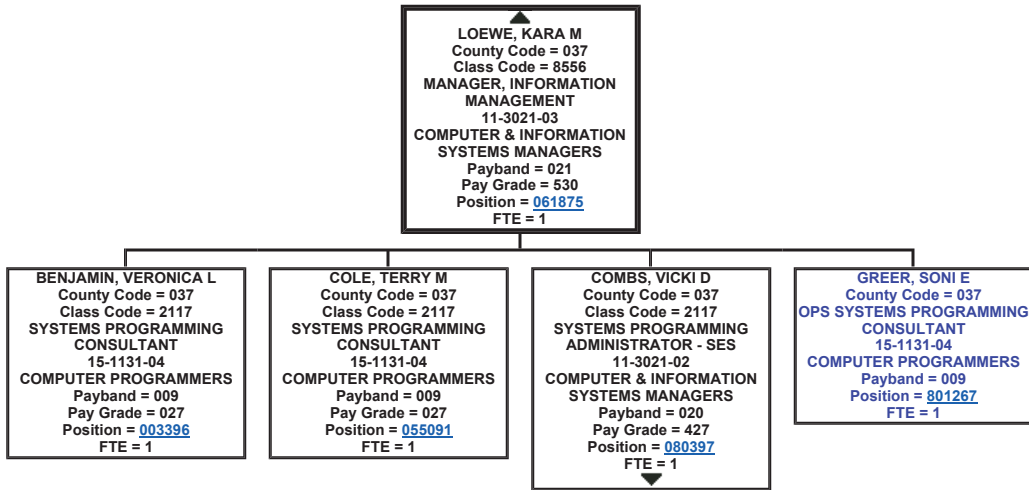 LOEWE, KARA M
County Code = 037
Class Code = 8556
MANAGER, INFORMATION
MANAGEMENT
11-3021-03
COMPUTER & INFORMATION
SYSTEMS MANAGERS
Payband = 021
Pay Grade = 530
Position = 061875
FTE = 1
BENJAMIN, VERONICA L
County Code = 037
Class Code = 2117
SYSTEMS PROGRAMMING
CONSULTANT
15-1131-04
COMPUTER PROGRAMMERS
Payband = 009
Pay Grade = 027
Position = 003396
FTE = 1
COLE, TERRY M
County Code = 037
Class Code = 2117
SYSTEMS PROGRAMMING
CONSULTANT
15-1131-04
COMPUTER PROGRAMMERS
Payband = 009
Pay Grade = 027
Position = 055091
FTE = 1
COMBS, VICKI D
County Code = 037
Class Code = 2117
SYSTEMS PROGRAMMING
ADMINISTRATOR - SES
11-3021-02
COMPUTER & INFORMATION
SYSTEMS MANAGERS
Payband = 020
Pay Grade = 427
Position = 080397
FTE = 1
GREER, SONI E
County Code = 037
OPS SYSTEMS PROGRAMMING
CONSULTANT
15-1131-04
COMPUTER PROGRAMMERS
Payband = 009
Position = 801267
FTE = 1